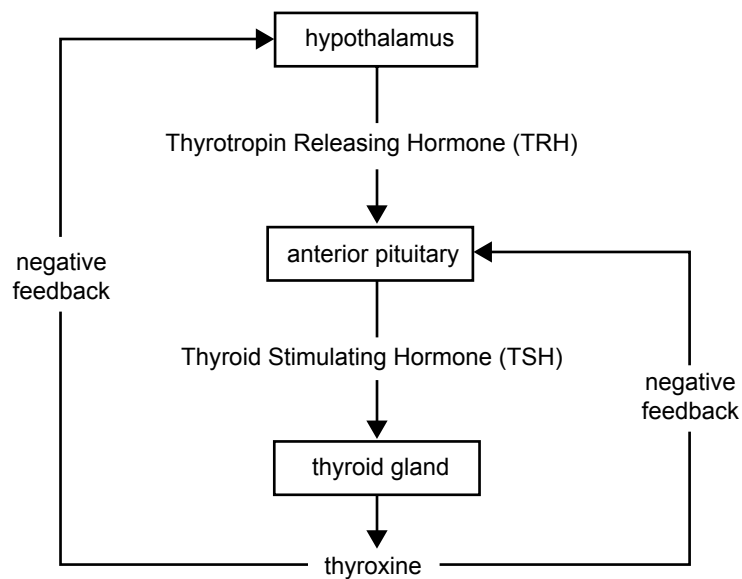 hypothalamus
Thyrotropin Releasing Hormone (TRH)
anterior pituitary
negative
feedback
Thyroid Stimulating Hormone (TSH)
negative
feedback
thyroid gland
thyroxine